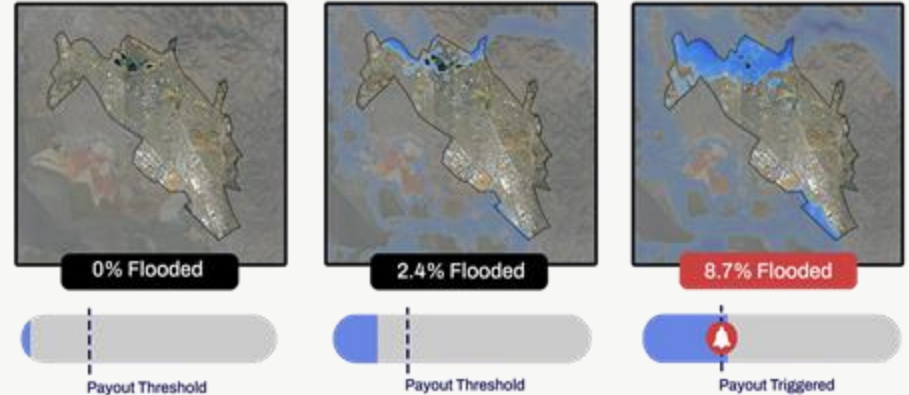 0% Flooded
2.4% Flooded
8.7% Flooded
Payout Threshold
Payout Threshold
Payout Triggered